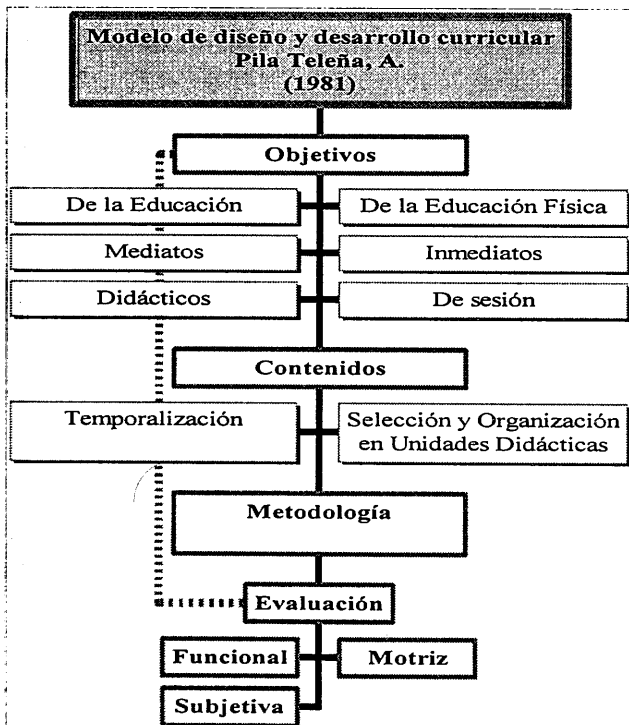 Modelo de diseño y desarrollo curricular
Pila Teleña, A.
(1981)
Objetivos
De la Educación
De la Educación Física
Mediatos
Inmediatos
Didácticos
De sesión
Contenidos
Temporalización
Selección y Organización
en Unidades Didácticas
Metodología
Evaluación
Funcional
Motriz
Subjetiva